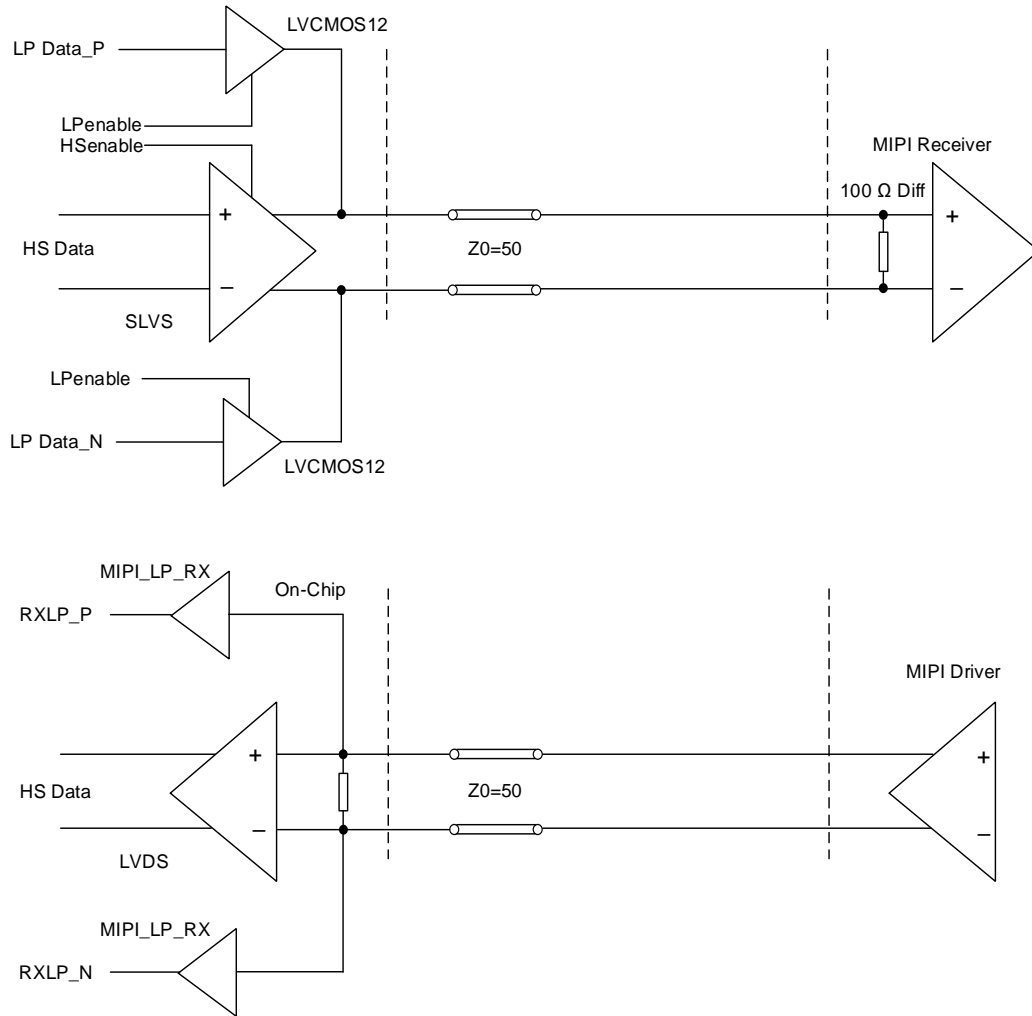 LVCMOS12
LP Data_P
LPenable
HSenable
MIPI Receiver
100 Ω Diff
+
+
HS Data
Z0=50
−
−
SLVS
LPenable
LP Data_N
LVCMOS12
MIPI_LP_RX
On-Chip
RXLP_P
MIPI Driver
+
+
HS Data
Z0=50
−
−
LVDS
MIPI_LP_RX
RXLP_N